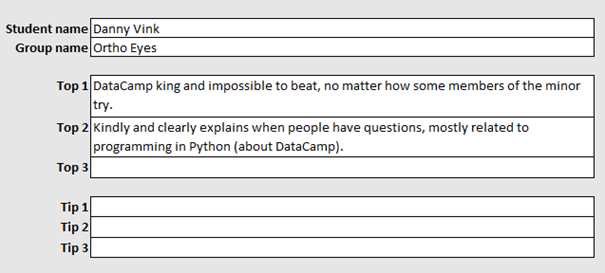 Student name Danny Vink
Group name Ortho Eyes
Top 1 DataCamp king and impossible to beat, no matter how some members of the minor
try.
Top 2 Kindly and clearly explains when people have questions, mostly related to
programming in Python (about DataCamp).
Top 3
Tip 1
Tip 2
Tip 3